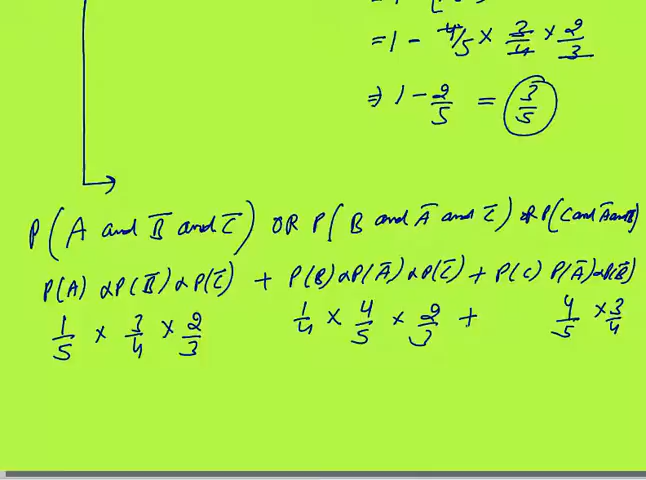 = 1 - 4/5 × 3/4 × 2/3
⇒ 1 - 2/5 = 3/5
P(A and B̅ and C̅) OR P(B and A̅ and C̅) or P(C and A̅ and B̅)
P(A) × P(B̅) × P(C̅) + P(B) × P(A̅) × P(C̅) + P(C) P(A̅) × P(B̅)
1/5 × 3/4 × 2/3 1/4 × 4/5 × 2/3 + 4/5 × 3/4